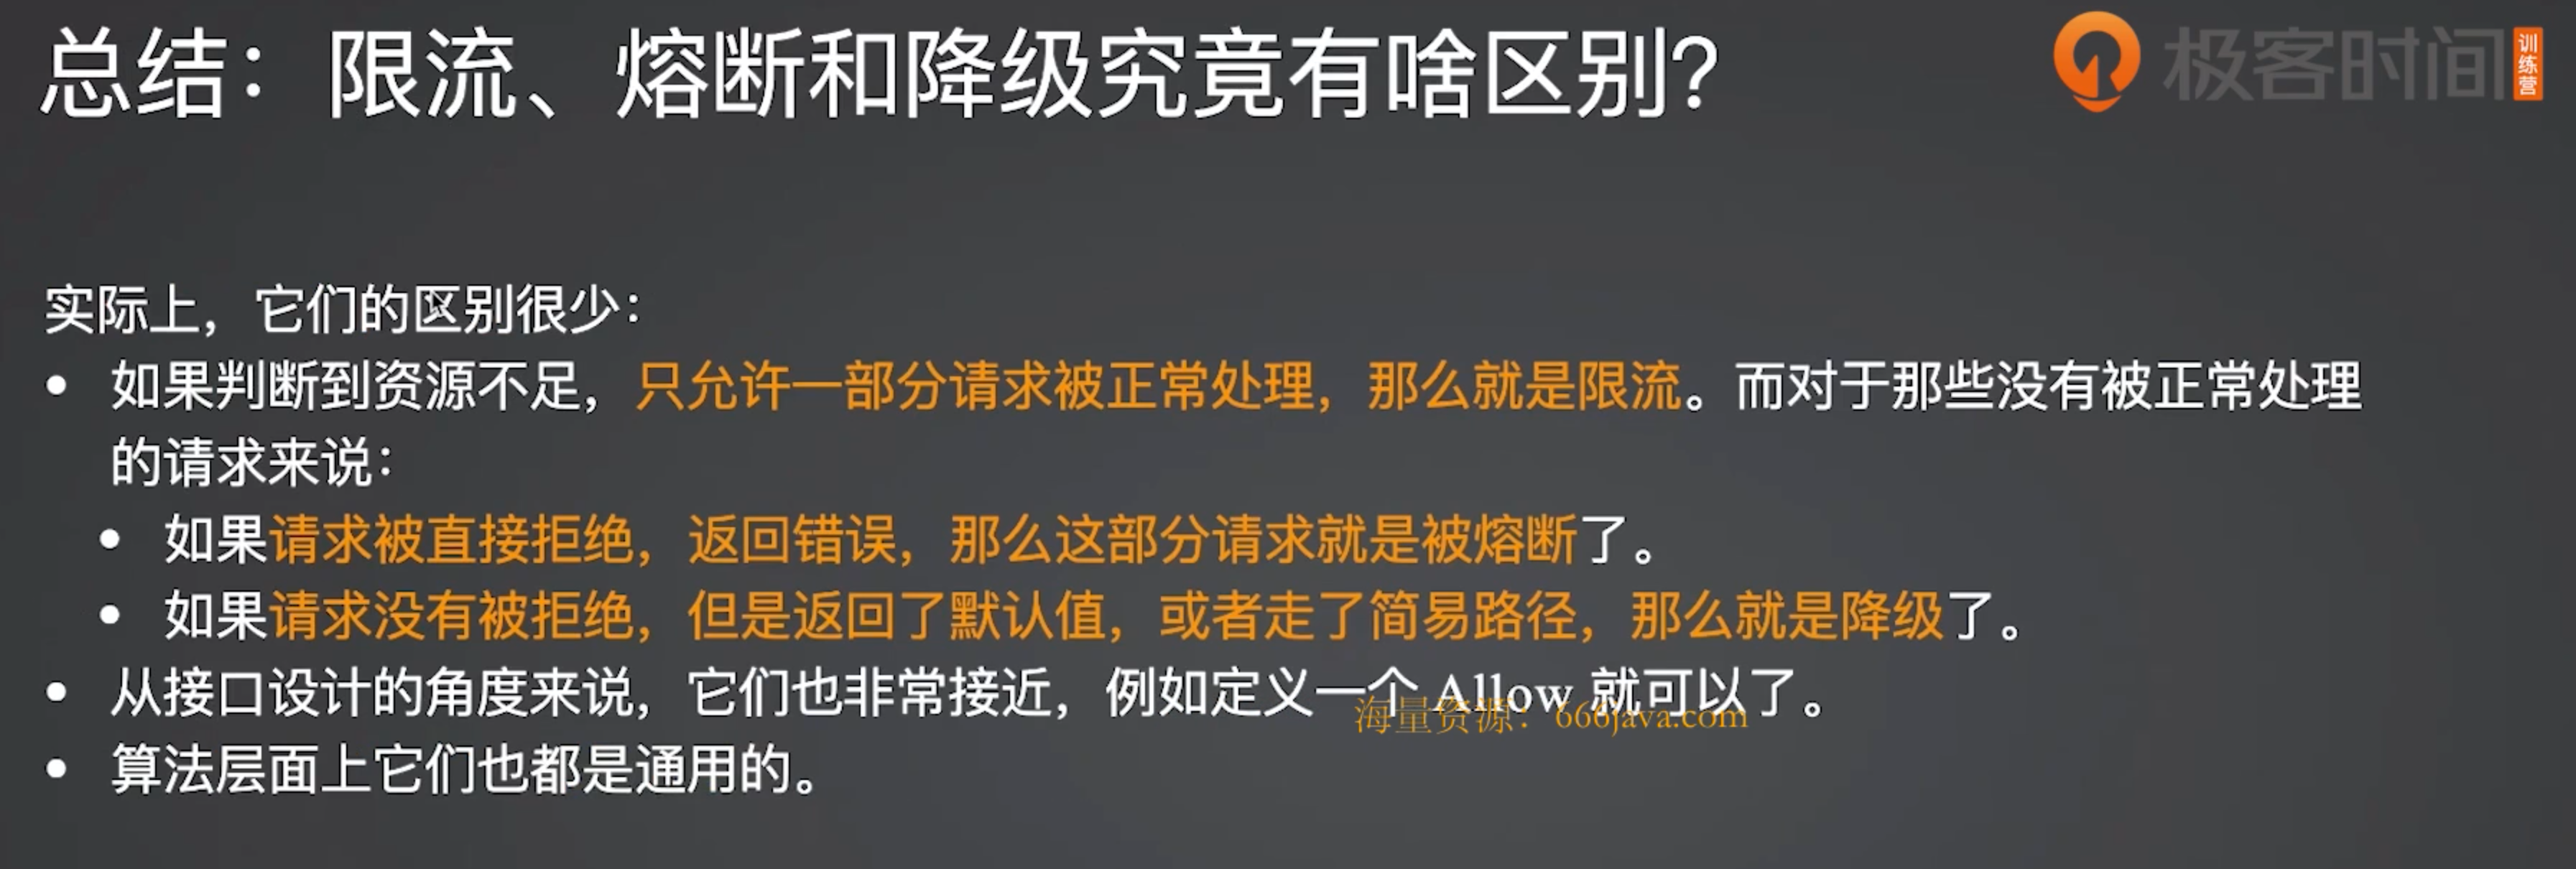 总结：限流、熔断和降级究竟有啥区别？
极客时间
训练营
实际上，它们的区别很少：
• 如果判断到资源不足，只允许一部分请求被正常处理，那么就是限流。而对于那些没有被正常处理
的请求来说：
• 如果请求被直接拒绝，返回错误，那么这部分请求就是被熔断了。
• 如果请求没有被拒绝，但是返回了默认值，或者走了简易路径，那么就是降级了。
• 从接口设计的角度来说，它们也非常接近，例如定义一个 Allow 就可以了。
海量资源：666java.com
• 算法层面上它们也都是通用的。